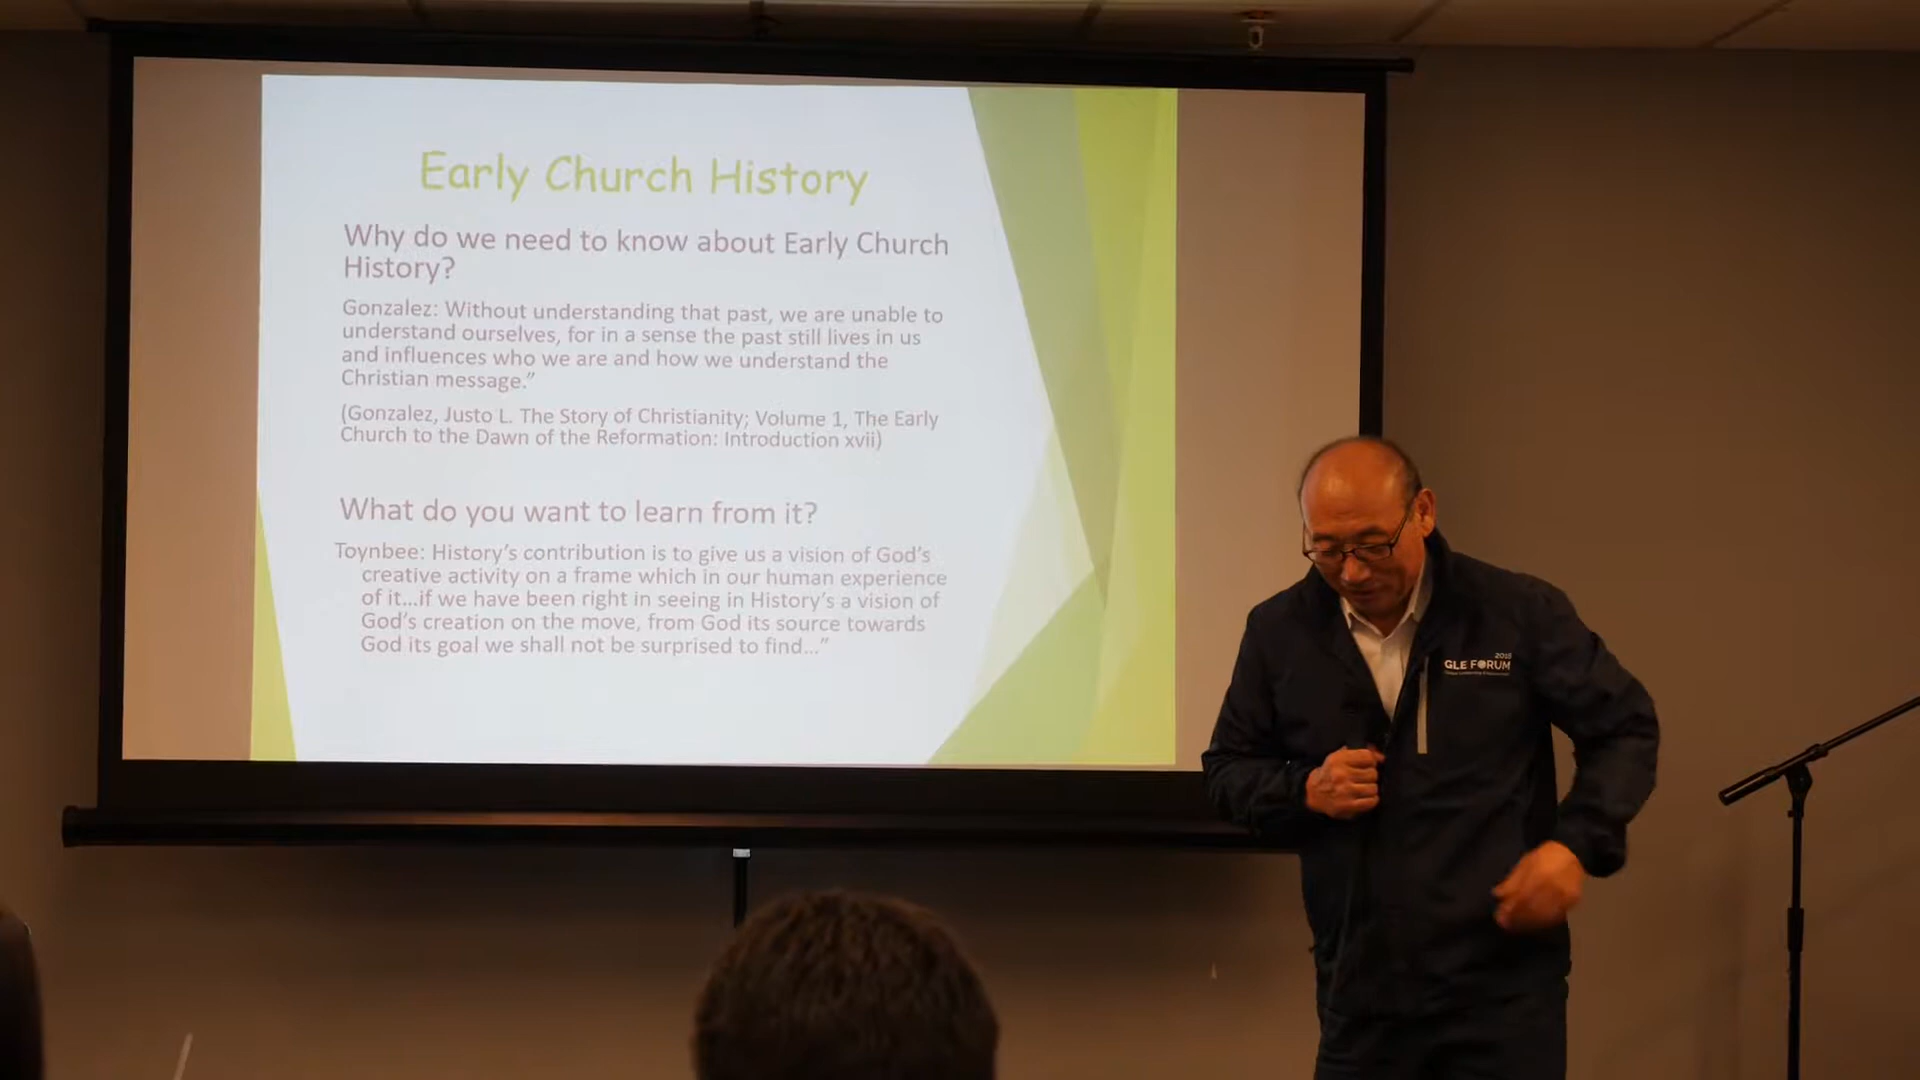 Early Church History
Why do we need to know about Early Church
History?
Gonzalez: Without understanding that past, we are unable to
understand ourselves, for in a sense the past still lives in us
and influences who we are and how we understand the
Christian message.”
(Gonzalez, Justo L. The Story of Christianity; Volume 1, The Early
Church to the Dawn of the Reformation: Introduction xvii)
What do you want to learn from it?
Toynbee: History’s contribution is to give us a vision of God’s
creative activity on a frame which in our human experience
of it...if we have been right in seeing in History’s a vision of
God’s creation on the move, from God its source towards
God its goal we shall not be surprised to find...”
GLE FORUM